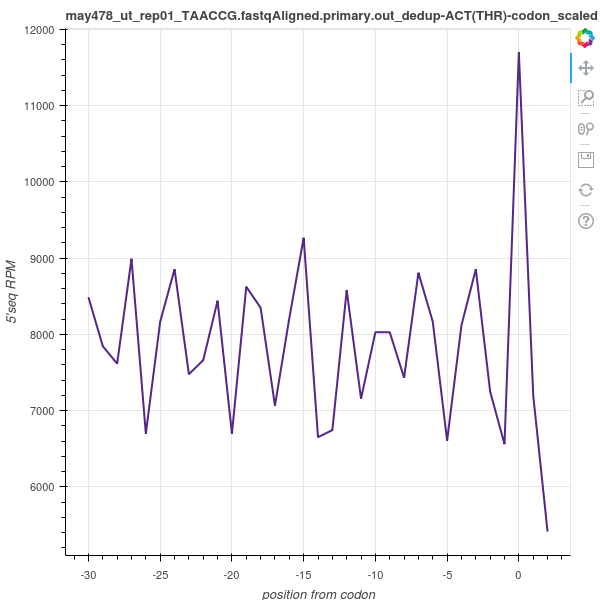 may478_ut_rep01_TAACCG.fastqAligned.primary.out_dedup-ACT(THR)-codon_scaled
12000
11000
10000
9000
8000
7000
6000
5'seq RPM
-30 -25 -20 -15 -10 -5 0
position from codon